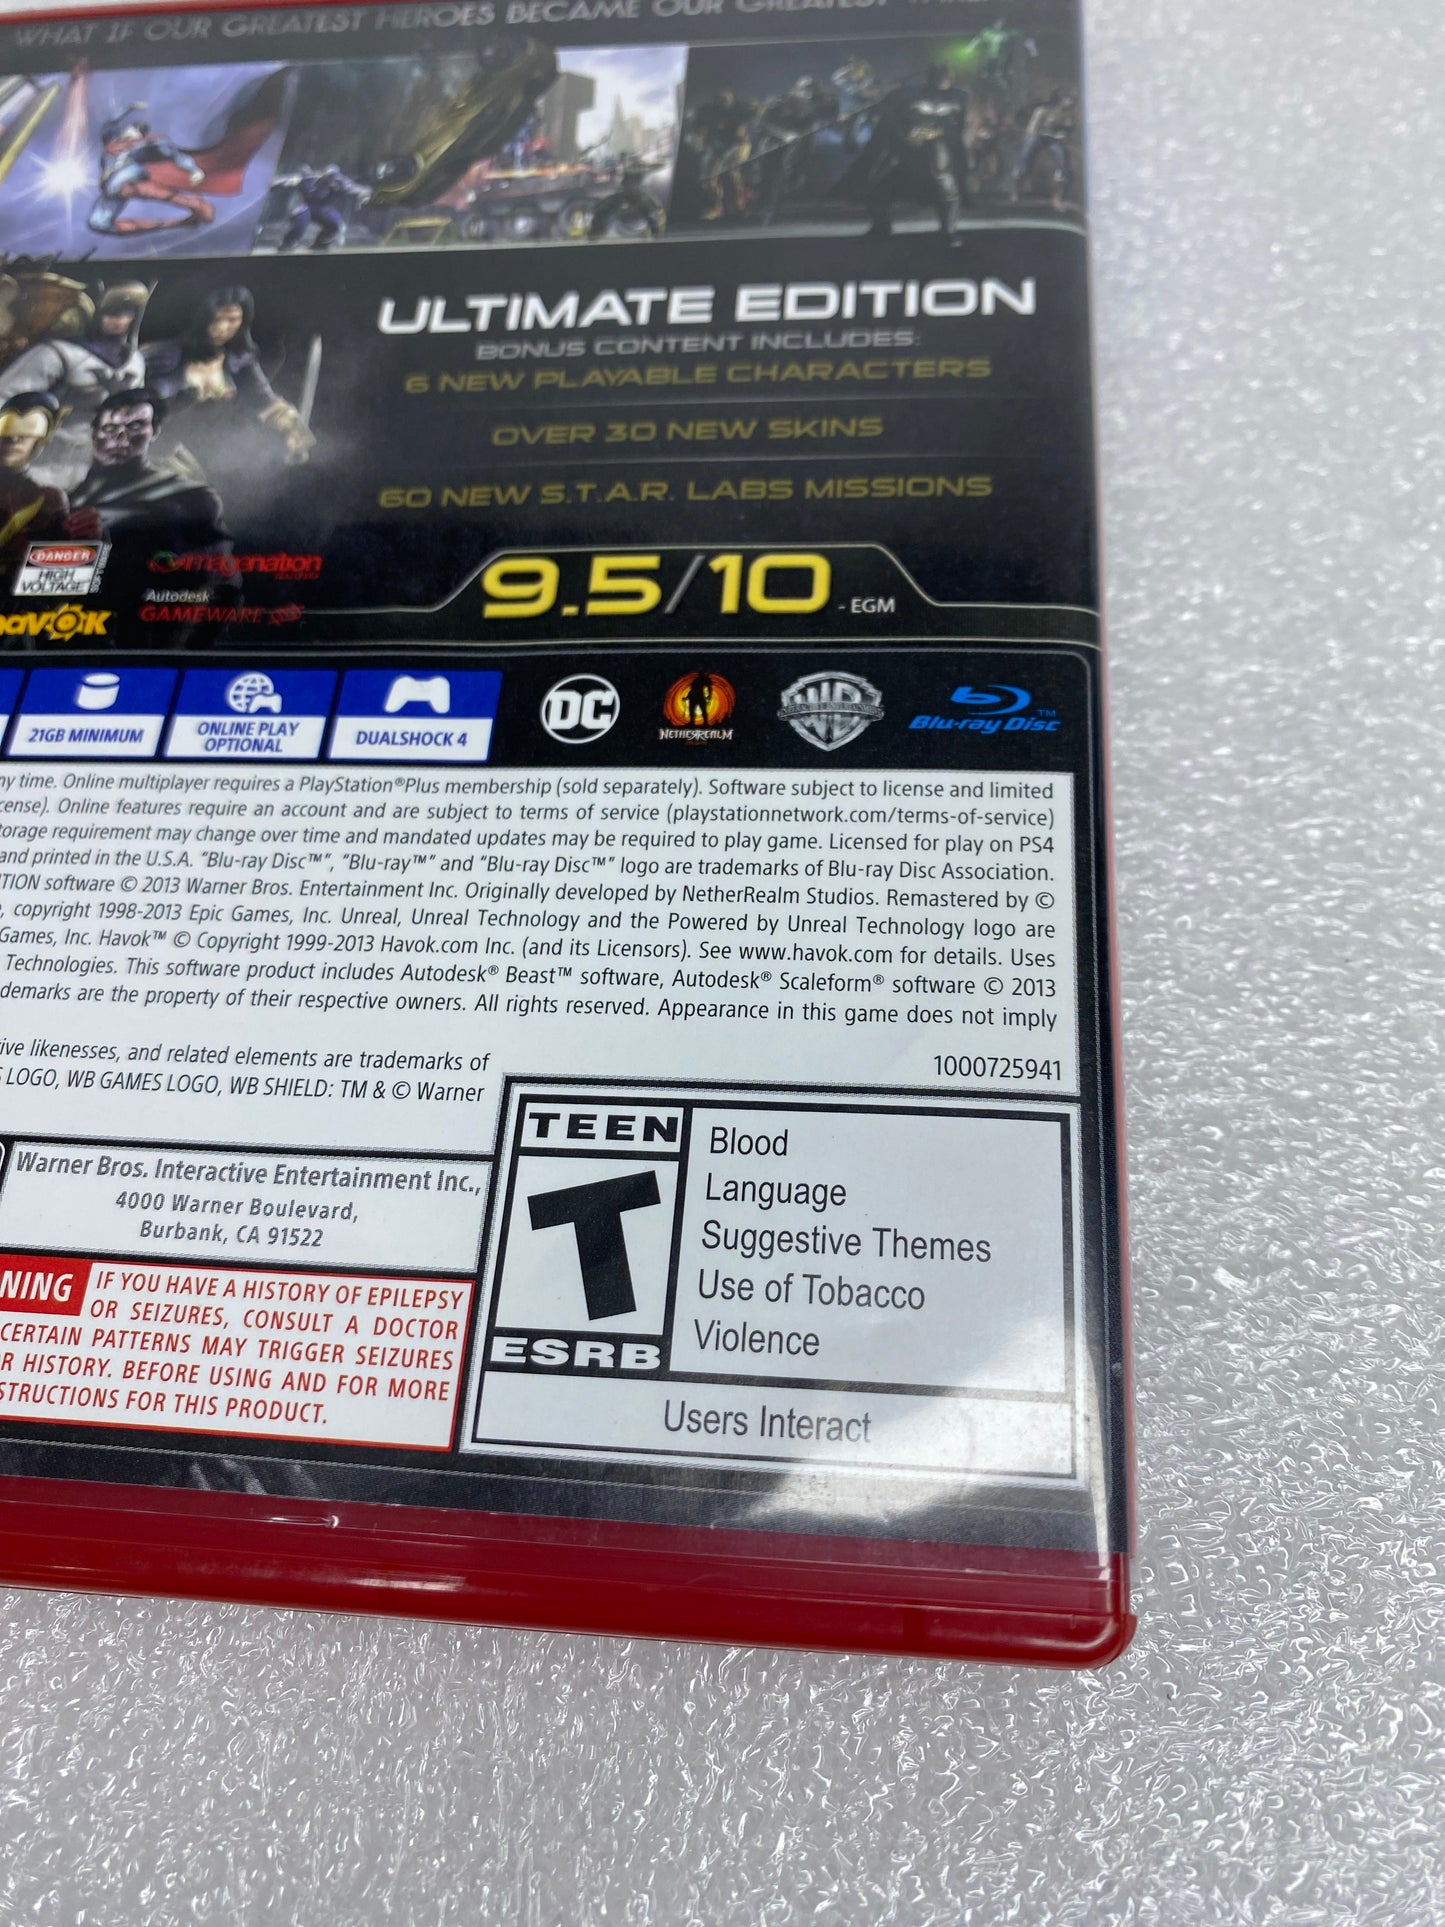 WHAT IF OUR GREATEST HEROES BECAME OUR GREATEST
ULTIMATE EDITION
BONUS CONTENT INCLUDES:
6 NEW PLAYABLE CHARACTERS
OVER 30 NEW SKINS
60 NEW S.T.A.R. LABS MISSIONS
DANGER
HIGH
VOLTAGE
imagenation
Autodesk
GAMEWARE
havok
9.5/10 - EGM
21GB MINIMUM
ONLINE PLAY
OPTIONAL
DUALSHOCK 4
DC
NETHERREALM
WB
Blu-ray Disc™
ny time. Online multiplayer requires a PlayStation®Plus membership (sold separately). Software subject to license and limited
cense). Online features require an account and are subject to terms of service (playstationnetwork.com/terms-of-service)
torage requirement may change over time and mandated updates may be required to play game. Licensed for play on PS4
and printed in the U.S.A. “Blu-ray Disc™”, “Blu-ray™” and “Blu-ray Disc™” logo are trademarks of Blu-ray Disc Association.
TION software © 2013 Warner Bros. Entertainment Inc. Originally developed by NetherRealm Studios. Remastered by ©
, copyright 1998-2013 Epic Games, Inc. Unreal, Unreal Technology and the Powered by Unreal Technology logo are
Games, Inc. Havok™ © Copyright 1999-2013 Havok.com Inc. (and its Licensors). See www.havok.com for details. Uses
Technologies. This software product includes Autodesk® Beast™ software, Autodesk® Scaleform® software © 2013
demarks are the property of their respective owners. All rights reserved. Appearance in this game does not imply
ive likenesses, and related elements are trademarks of
S LOGO, WB GAMES LOGO, WB SHIELD: TM & © Warner
1000725941
Warner Bros. Interactive Entertainment Inc.,
4000 Warner Boulevard,
Burbank, CA 91522
NING IF YOU HAVE A HISTORY OF EPILEPSY
OR SEIZURES, CONSULT A DOCTOR
CERTAIN PATTERNS MAY TRIGGER SEIZURES
R HISTORY. BEFORE USING AND FOR MORE
STRUCTIONS FOR THIS PRODUCT.
TEEN
T
ESRB
Blood
Language
Suggestive Themes
Use of Tobacco
Violence
Users Interact